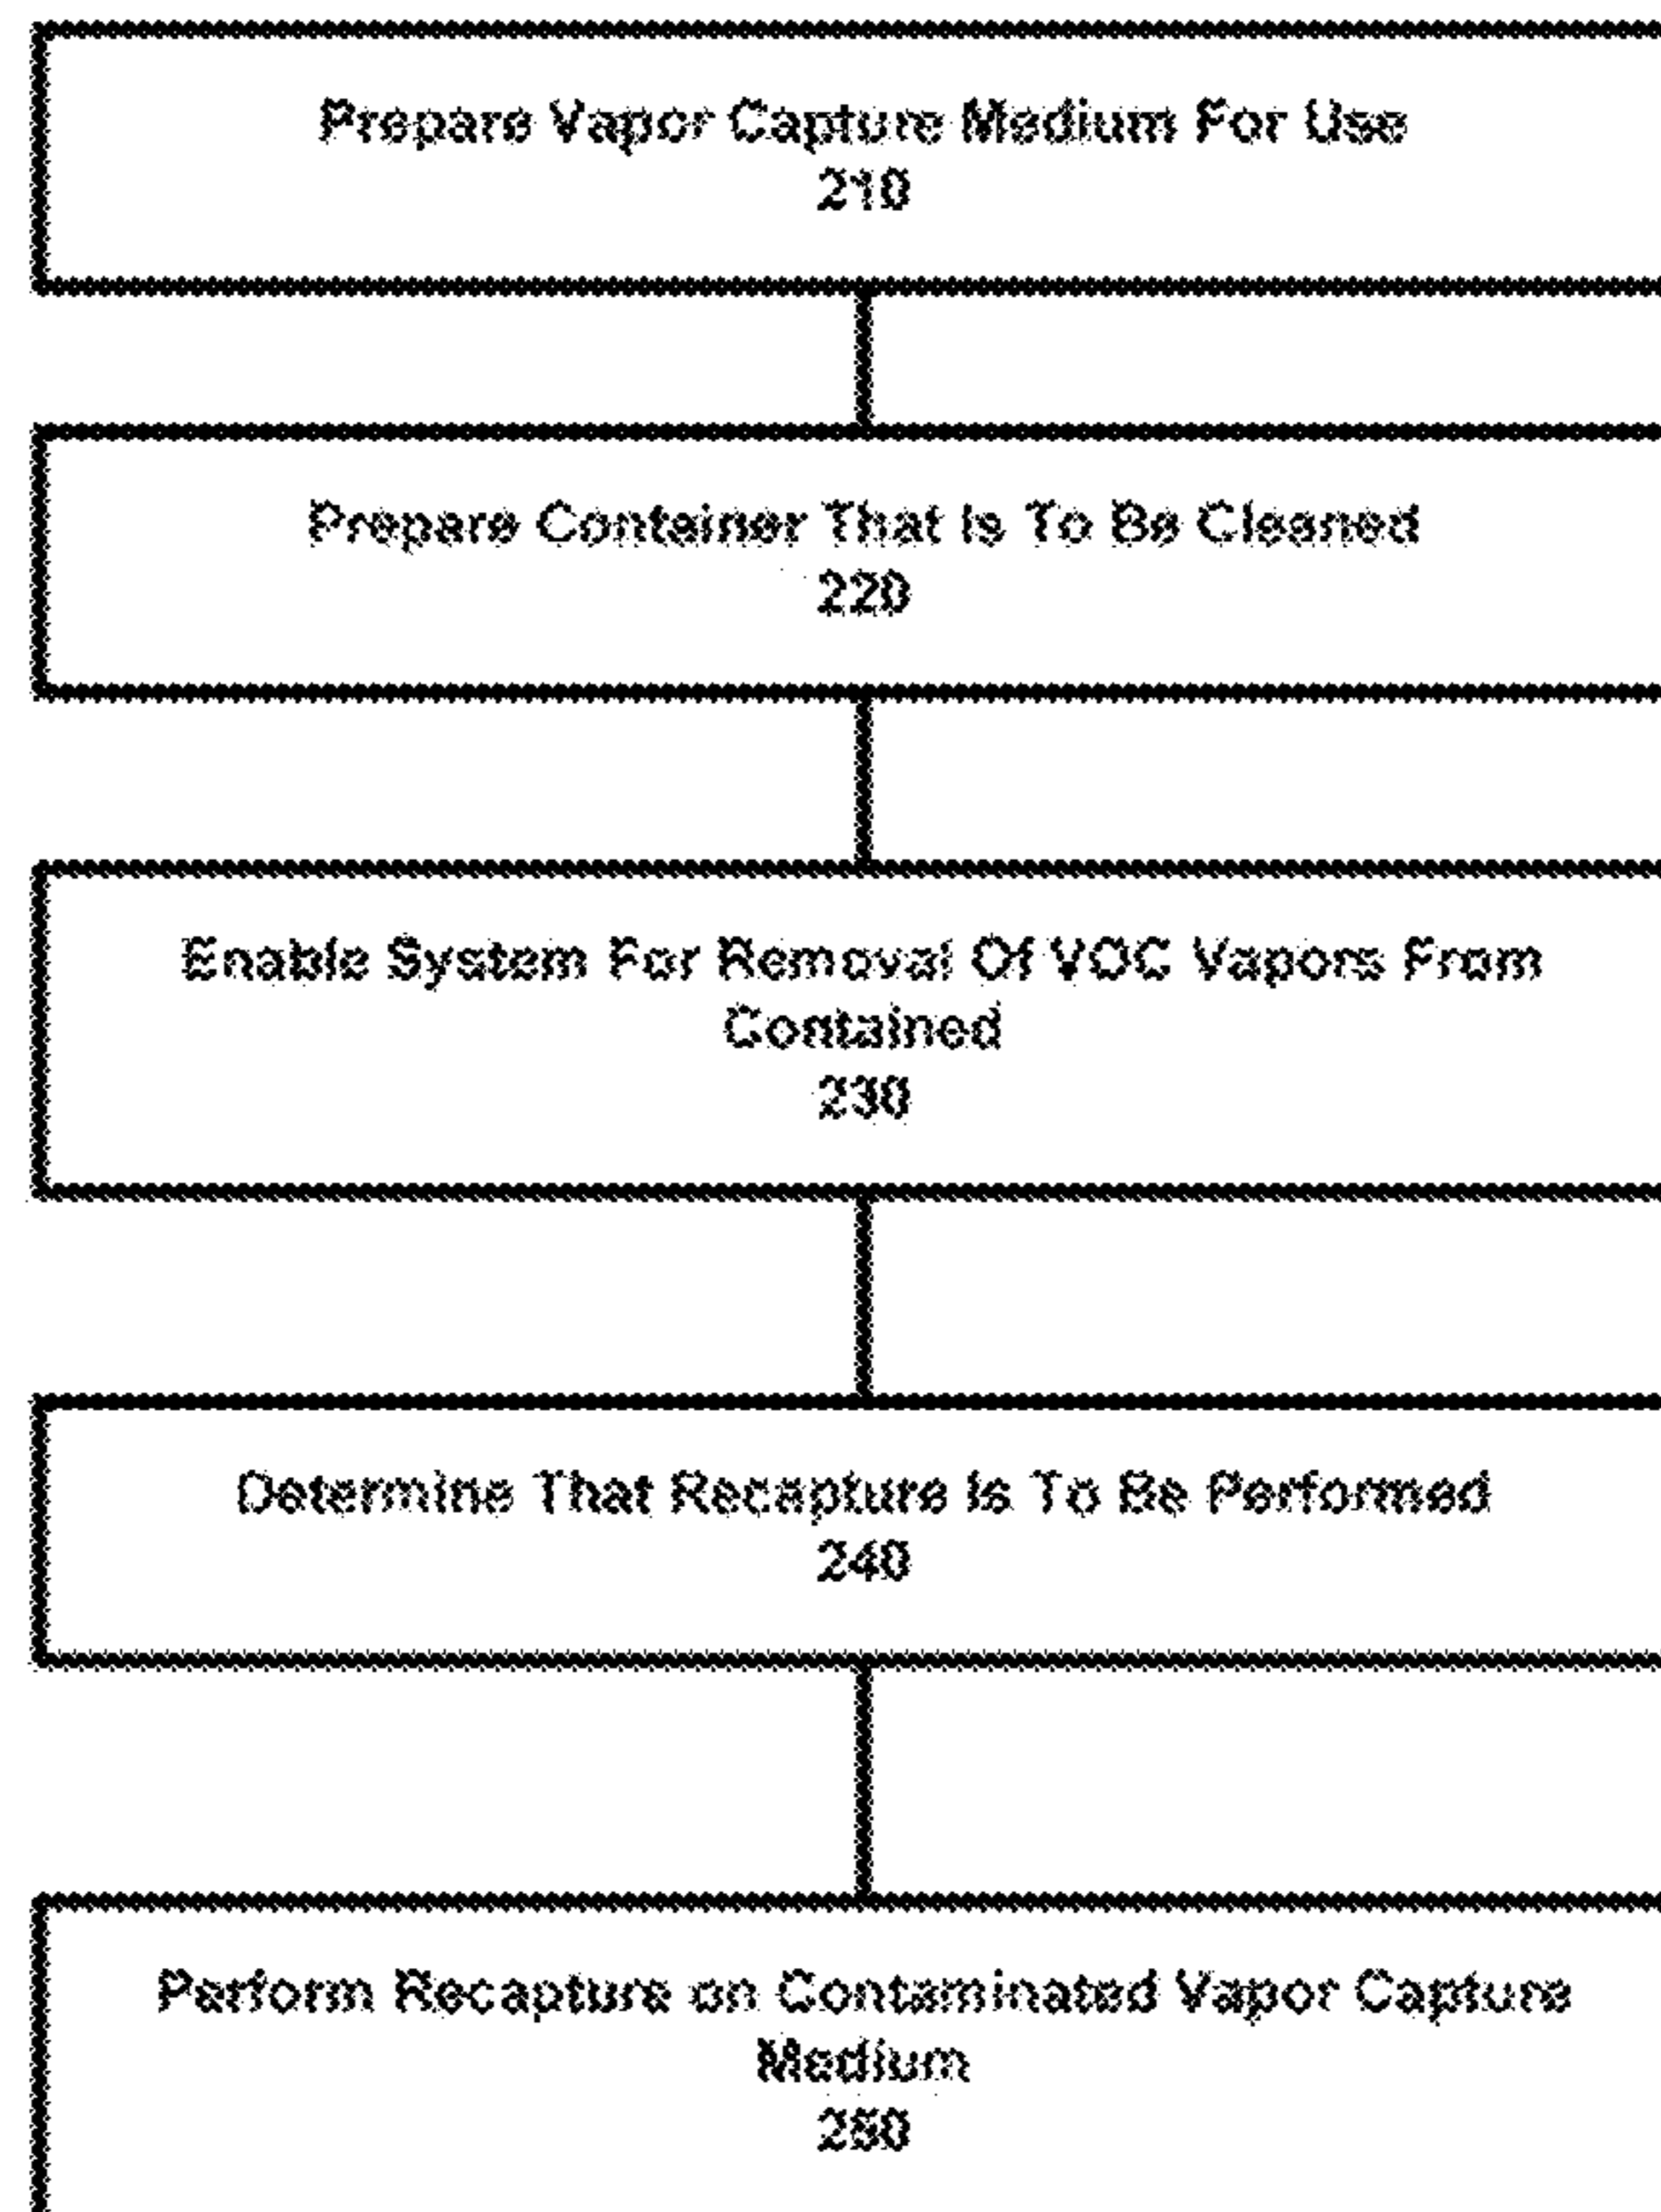 Prepare Vapor Capture Medium For Use
210
Prepare Container That Is To Be Cleaned
220
Enable System For Removal Of VOC Vapors From
Contained
230
Determine That Recapture Is To Be Performed
240
Perform Recapture on Contaminated Vapor Capture
Medium
250